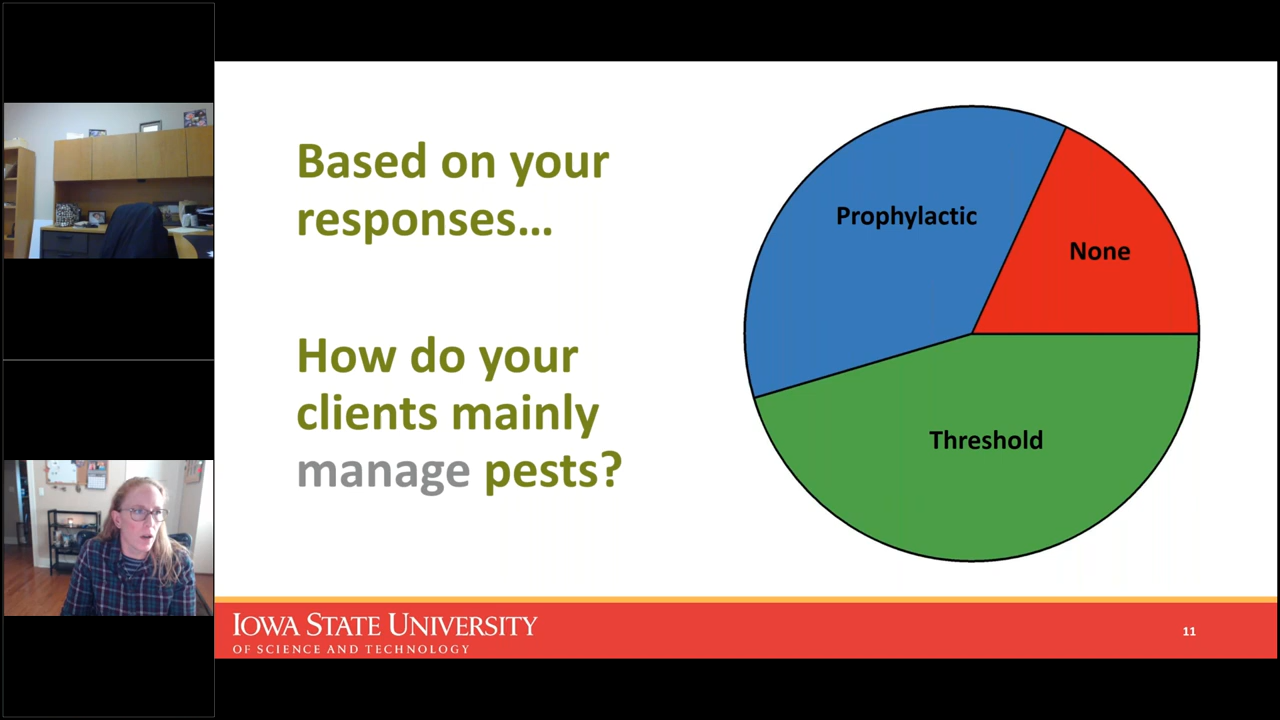 Based on your
responses...
How do your
clients mainly
manage pests?
Prophylactic
None
Threshold
IOWA STATE UNIVERSITY
OF SCIENCE AND TECHNOLOGY
11